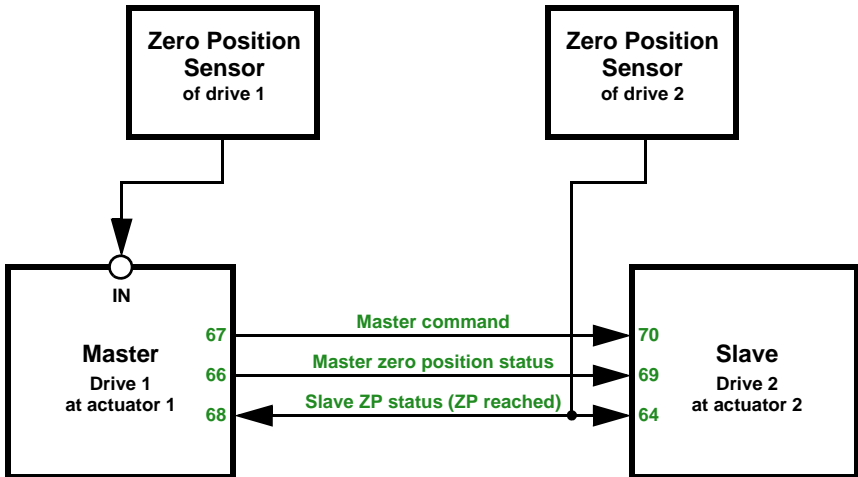 Zero Position
Sensor
of drive 1
Zero Position
Sensor
of drive 2
IN
Master
Drive 1
at actuator 1
67
66
68
Master command
Master zero position status
Slave ZP status (ZP reached)
70
69
64
Slave
Drive 2
at actuator 2